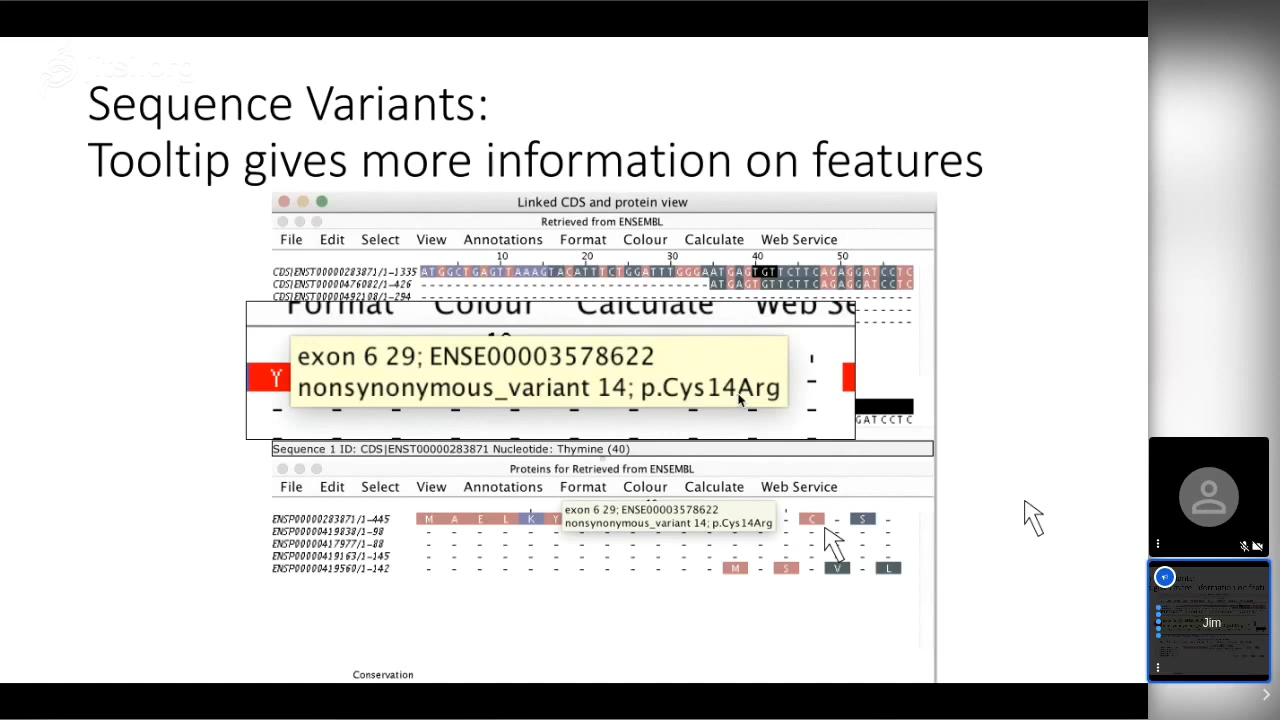 Sequence Variants:
Tooltip gives more information on features
Linked CDS and protein view
Retrieved from ENSEMBL
File Edit Select View Annotations Format Colour Calculate Web Service
10 20 30 40 50
CDS|ENST00000283871/1-1335 ATGGCTGAGTTAAAGTACATTTCTGGATTTGGGAATGAGTGTTCTTCAGAGGATCCTC
CDS|ENST00000476082/1-426 ----------------------------------ATGAGTGTTCTTCAGAGGATCCTC
CDS|ENST00000492108/1-294
Format Colour Calculate Web Se
exon 6 29; ENSE00003578622
Y nonsynonymous_variant 14; p.Cys14Arg
GATCCTC
Sequence 1 ID: CDS|ENST00000283871 Nucleotide: Thymine (40)
Proteins for Retrieved from ENSEMBL
File Edit Select View Annotations Format Colour Calculate Web Service
exon 6 29; ENSE00003578622
nonsynonymous_variant 14; p.Cys14Arg
ENSP00000283871/1-445 M A E L K Y - C - S -
ENSP00000419838/1-98
ENSP00000417977/1-88
ENSP00000419163/1-145
ENSP00000419560/1-142 M - S - V - L
Conservation
Jim